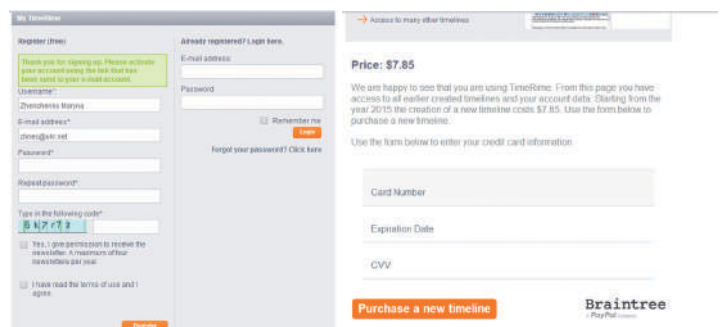 My TimeRime
Register (free)
Thank you for signing up. Please activate
your account using the link that has
been sent to your e-mail account.
Username*:
Zhenchenko Maryna
E-mail address*
zlines@ukr.net
Password*
Repeat password*:
Type in the following code*
Yes, I give permission to receive the
newsletter. A maximum of four
newsletters per year.
I have read the terms of use and I
agree.
Register
Already registered? Login here.
E-mail address:
Password
Remember me
Login
Forgot your password? Click here
Access to many other timelines
Price: $7.85
We are happy to see that you are using TimeRime. From this page you have
access to all earlier created timelines and your account data. Starting from the
year 2015 the creation of a new timeline costs $7.85. Use the form below to
purchase a new timeline.
Use the form below to enter your credit card information
Card Number
Expiration Date
CVV
Purchase a new timeline
Braintree
A PayPal Company